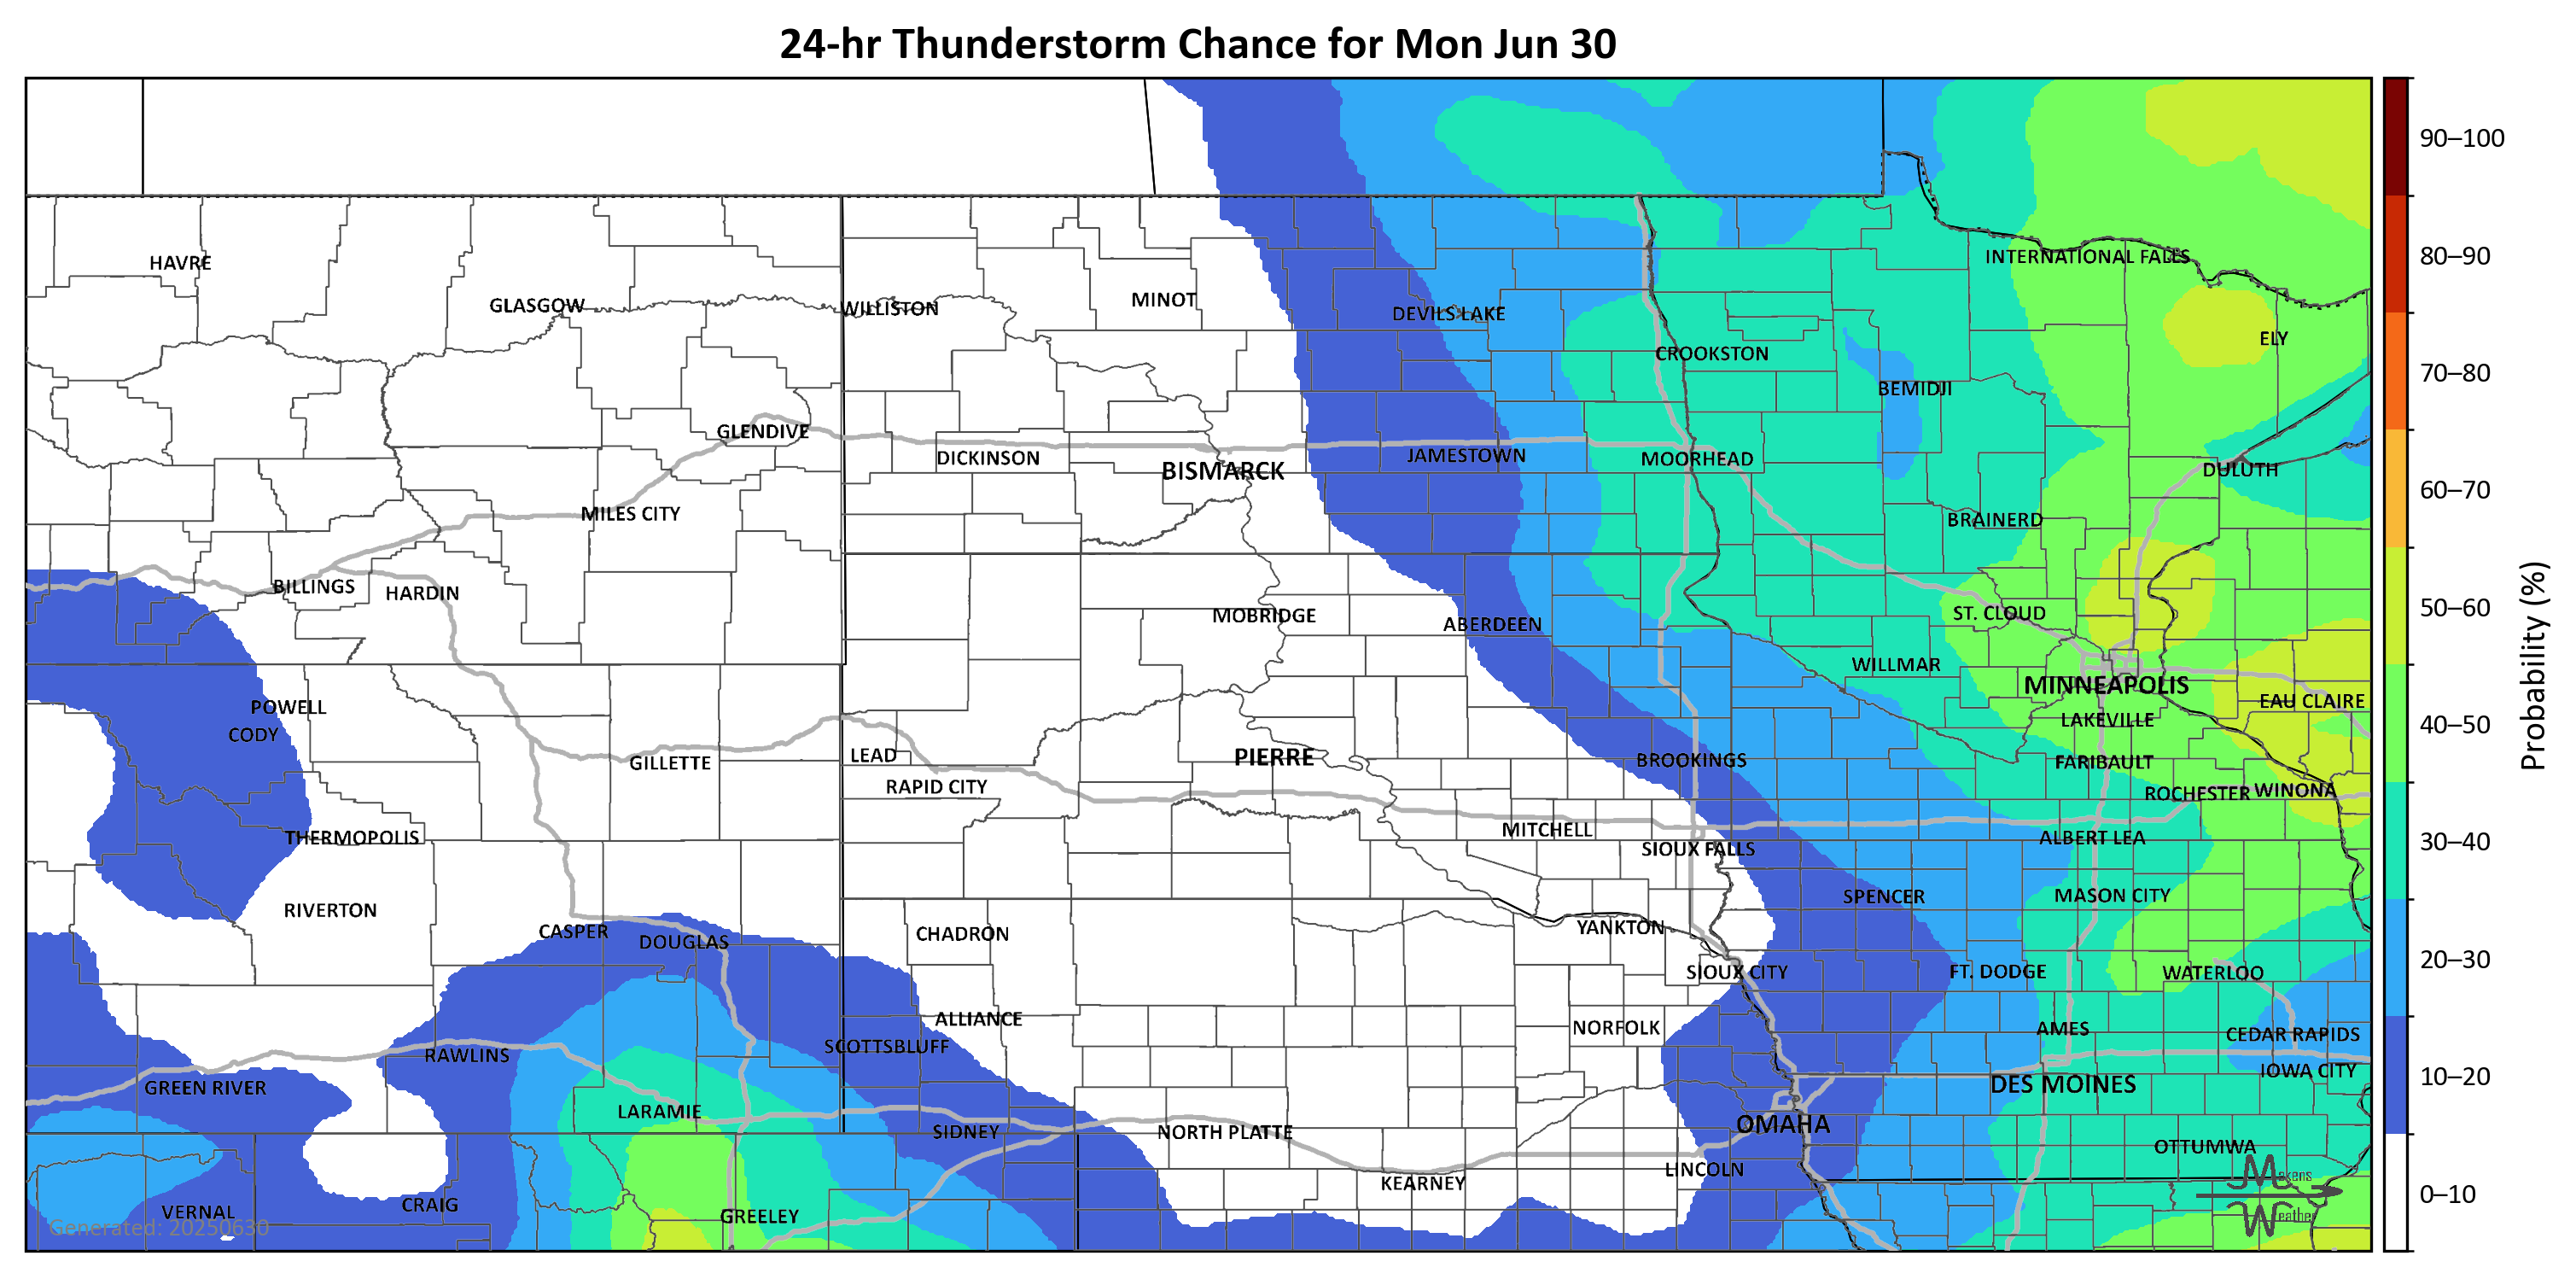 24-hr Thunderstorm Chance for Mon Jun 30
90–100
HAVRE
INTERNATIONAL FALLS
80–90
GLASGOW
WILLISTON
MINOT
DEVILS LAKE
ELY
CROOKSTON
70–80
BEMIDJI
GLENDIVE
DICKINSON
BISMARCK
JAMESTOWN
MOORHEAD
DULUTH
60–70
MILES CITY
BRAINERD
BILLINGS
HARDIN
MOBRIDGE
ABERDEEN
ST. CLOUD
50–60
WILLMAR
MINNEAPOLIS
Probability (%)
POWELL
EAU CLAIRE
CODY
LAKEVILLE
40–50
GILLETTE
LEAD
PIERRE
BROOKINGS
FARIBAULT
RAPID CITY
ROCHESTER
WINONA
THERMOPOLIS
MITCHELL
ALBERT LEA
30–40
SIOUX FALLS
SPENCER
MASON CITY
RIVERTON
CASPER
DOUGLAS
CHADRON
YANKTON
SIOUX CITY
FT. DODGE
WATERLOO
20–30
ALLIANCE
NORFOLK
AMES
CEDAR RAPIDS
RAWLINS
SCOTTSBLUFF
IOWA CITY
GREEN RIVER
DES MOINES
10–20
LARAMIE
OMAHA
SIDNEY
NORTH PLATTE
OTTUMWA
LINCOLN
KEARNEY
Makens
Weather
0–10
VERNAL
CRAIG
GREELEY
Generated: 20250630